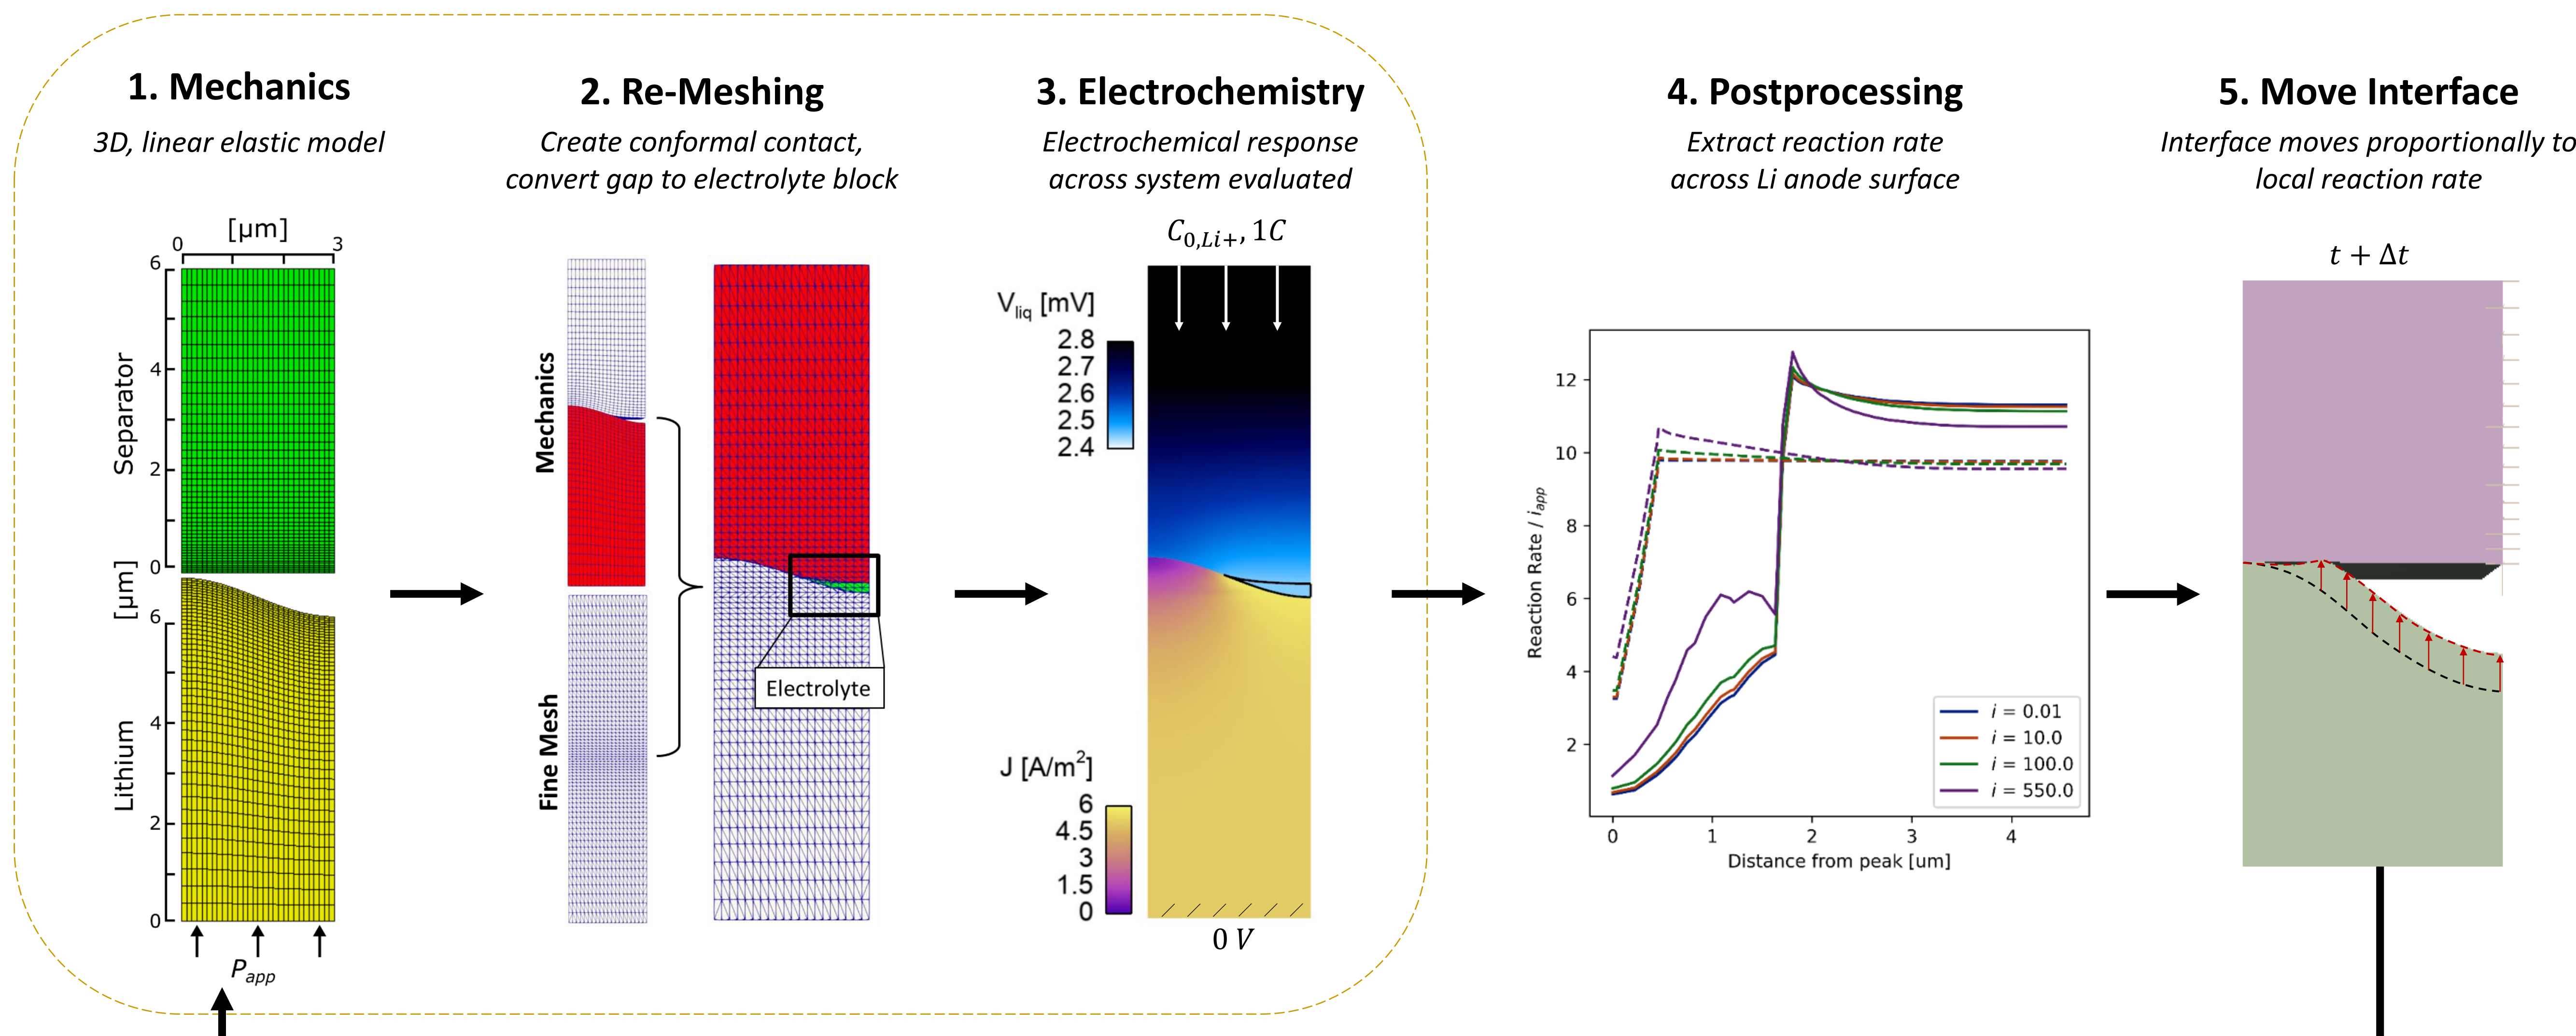 1. Mechanics
3D, linear elastic model
[µm]
0
3
6
4
2
0
Separator
[µm]
6
4
2
0
Lithium
P_app
2. Re-Meshing
Create conformal contact,
convert gap to electrolyte block
Mechanics
Fine Mesh
Electrolyte
3. Electrochemistry
Electrochemical response
across system evaluated
C_0,Li+, 1C
V_liq [mV]
2.8
2.7
2.6
2.5
2.4
J [A/m²]
6
4.5
3
1.5
0
0 V
4. Postprocessing
Extract reaction rate
across Li anode surface
Reaction Rate / i_app
12
10
8
6
4
2
0
1
2
3
4
Distance from peak [um]
i = 0.01
i = 10.0
i = 100.0
i = 550.0
5. Move Interface
Interface moves proportionally to
local reaction rate
t + Δt